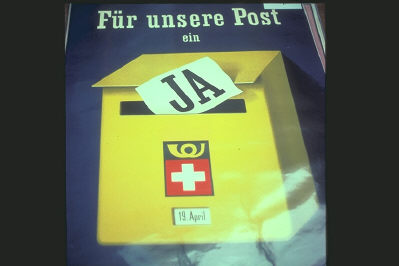 Für unsere Post
ein
JA
19. April